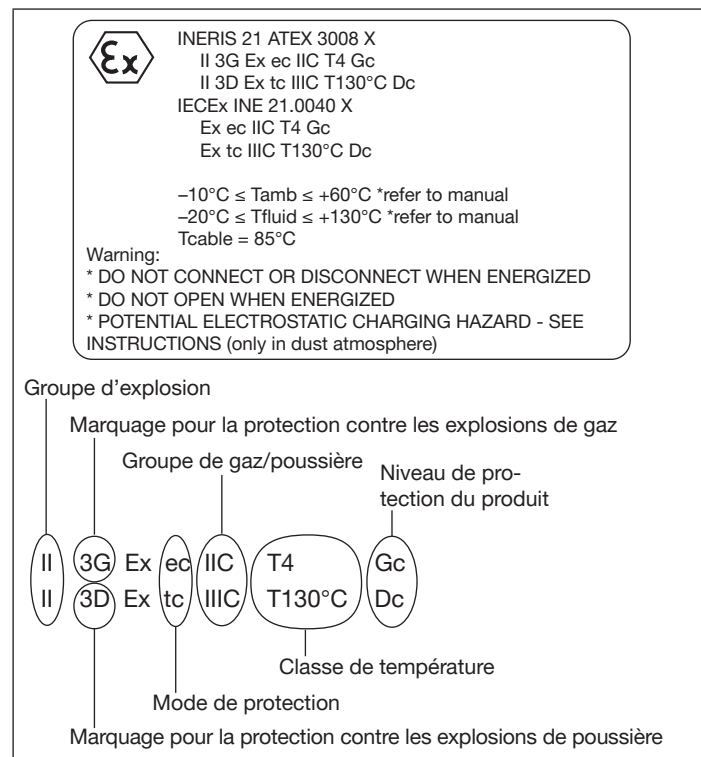 Ex
INERIS 21 ATEX 3008 X
II 3G Ex ec IIC T4 Gc
II 3D Ex tc IIIC T130°C Dc
IECEx INE 21.0040 X
Ex ec IIC T4 Gc
Ex tc IIIC T130°C Dc
–10°C ≤ Tamb ≤ +60°C *refer to manual
–20°C ≤ Tfluid ≤ +130°C *refer to manual
Tcable = 85°C
Warning:
* DO NOT CONNECT OR DISCONNECT WHEN ENERGIZED
* DO NOT OPEN WHEN ENERGIZED
* POTENTIAL ELECTROSTATIC CHARGING HAZARD - SEE
INSTRUCTIONS (only in dust atmosphere)
Groupe d’explosion
Marquage pour la protection contre les explosions de gaz
Groupe de gaz/poussière
Niveau de pro-
tection du produit
II 3G Ex ec IIC T4 Gc
II 3D Ex tc IIIC T130°C Dc
Classe de température
Mode de protection
Marquage pour la protection contre les explosions de poussière